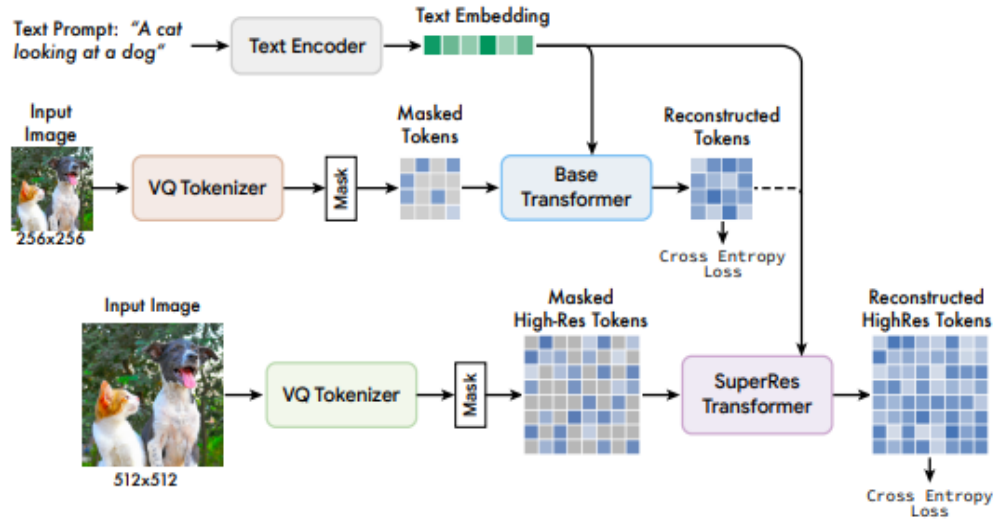 Text Prompt: "A cat
looking at a dog"
Text Encoder
Text Embedding
Input
Image
256x256
VQ Tokenizer
Mask
Masked
Tokens
Base
Transformer
Reconstructed
Tokens
Cross Entropy
Loss
Input Image
512x512
VQ Tokenizer
Mask
Masked
High-Res Tokens
SuperRes
Transformer
Reconstructed
HighRes Tokens
Cross Entropy
Loss